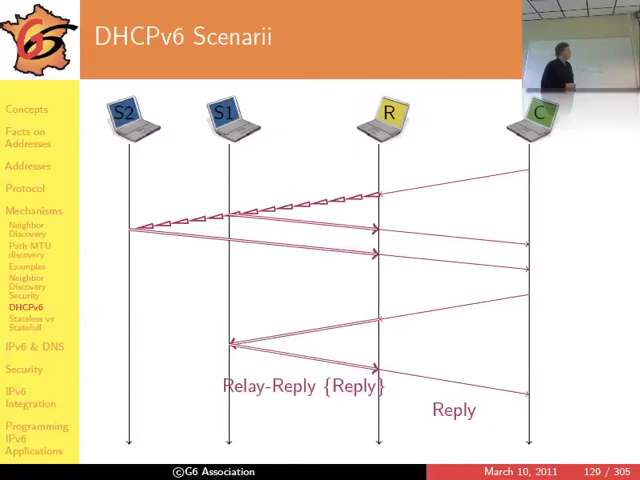 G6
DHCPv6 Scenarii
S2
S1
R
C
Concepts
Facts on
Addresses
Addresses
Protocol
Mechanisms
Neighbor
Discovery
Path MTU
discovery
Examples
Neighbor
Discovery
Security
DHCPv6
Stateless vs
Statefull
IPv6 & DNS
Security
IPv6
Integration
Programming
IPv6
Applications
Relay-Reply {Reply}
Reply
©G6 Association
March 10, 2011
129 / 305